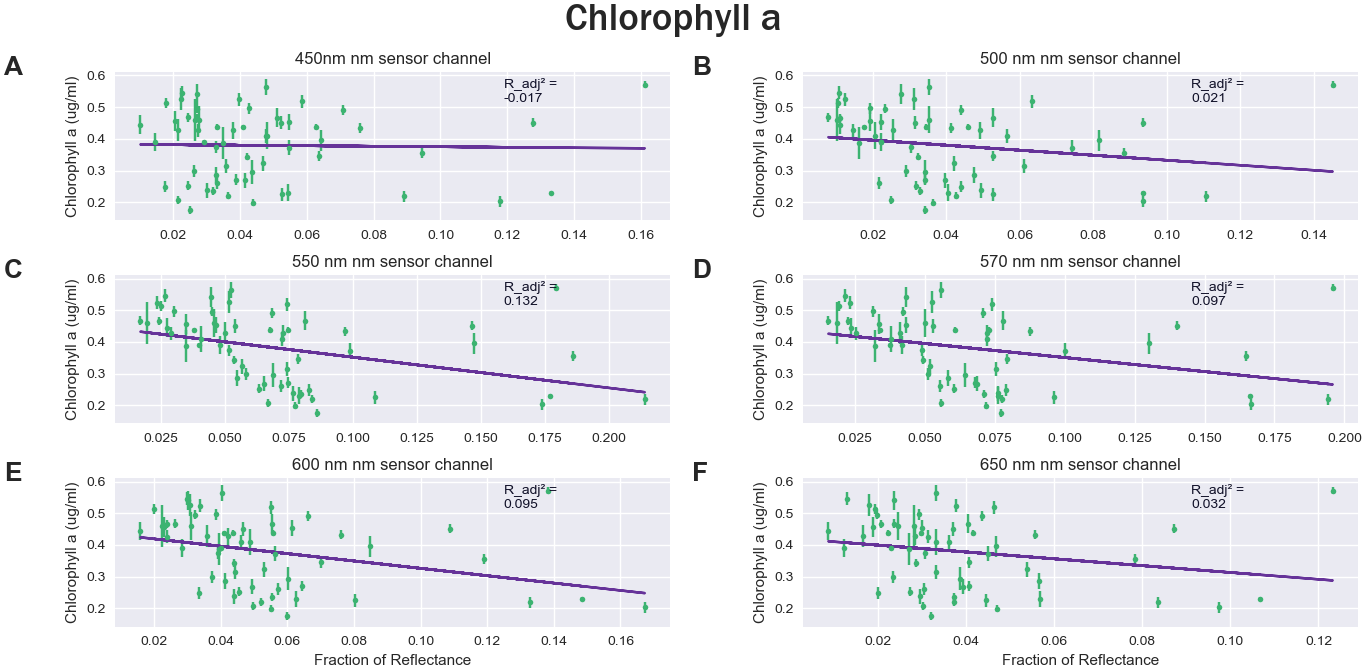 Chlorophyll a
A
450nm nm sensor channel
Chlorophyll a (ug/ml)
0.6
0.5
0.4
0.3
0.2
R_adj² =
-0.017
0.02 0.04 0.06 0.08 0.10 0.12 0.14 0.16
B
500 nm nm sensor channel
Chlorophyll a (ug/ml)
0.6
0.5
0.4
0.3
0.2
R_adj² =
0.021
0.02 0.04 0.06 0.08 0.10 0.12 0.14
C
550 nm nm sensor channel
Chlorophyll a (ug/ml)
0.6
0.5
0.4
0.3
0.2
R_adj² =
0.132
0.025 0.050 0.075 0.100 0.125 0.150 0.175 0.200
D
570 nm nm sensor channel
Chlorophyll a (ug/ml)
0.6
0.5
0.4
0.3
0.2
R_adj² =
0.097
0.025 0.050 0.075 0.100 0.125 0.150 0.175 0.200
E
600 nm nm sensor channel
Chlorophyll a (ug/ml)
0.6
0.5
0.4
0.3
0.2
R_adj² =
0.095
0.02 0.04 0.06 0.08 0.10 0.12 0.14 0.16
Fraction of Reflectance
F
650 nm nm sensor channel
Chlorophyll a (ug/ml)
0.6
0.5
0.4
0.3
0.2
R_adj² =
0.032
0.02 0.04 0.06 0.08 0.10 0.12
Fraction of Reflectance